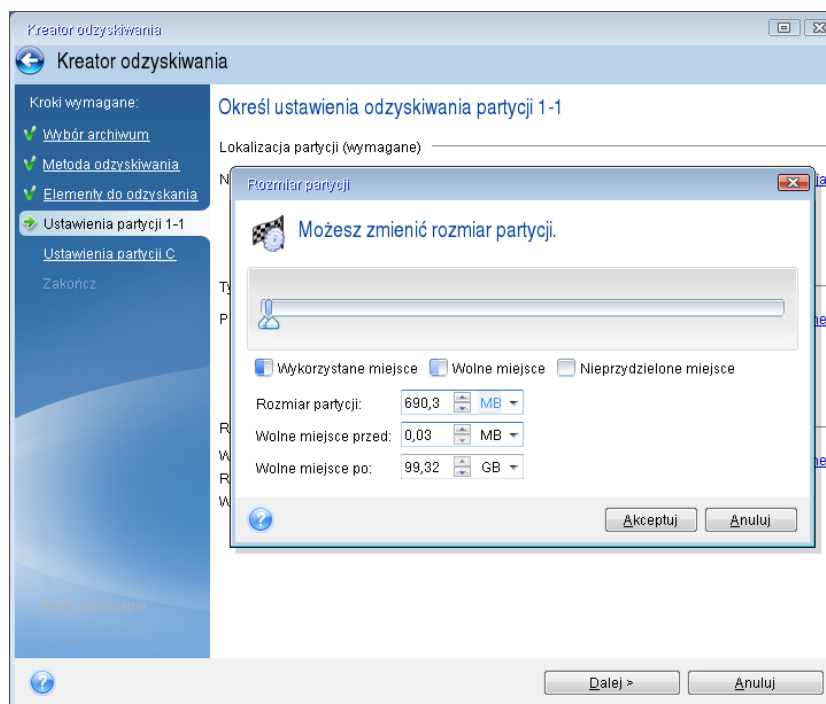 Kreator odzyskiwania
Kreator odzyskiwania
Kroki wymagane:
Wybór archiwum
Metoda odzyskiwania
Elementy do odzyskania
Ustawienia partycji 1-1
Ustawienia partycji C
Zakończ
Określ ustawienia odzyskiwania partycji 1-1
Lokalizacja partycji (wymagane)
Rozmiar partycji
Możesz zmienić rozmiar partycji.
Wykorzystane miejsce Wolne miejsce Nieprzydzielone miejsce
Rozmiar partycji: 690,3 MB
Wolne miejsce przed: 0,03 MB
Wolne miejsce po: 99,32 GB
Akceptuj Anuluj
Dalej > Anuluj